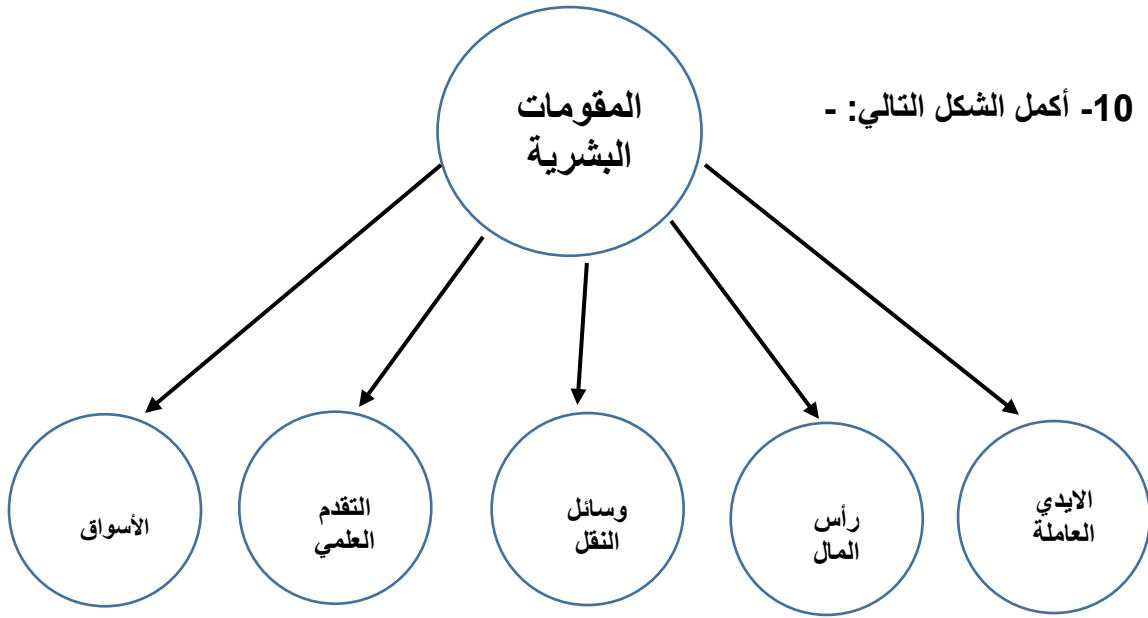 10- أكمل الشكل التالي: -
المقومات
البشرية
الايدي
العاملة
رأس
المال
وسائل
النقل
التقدم
العلمي
الأسواق